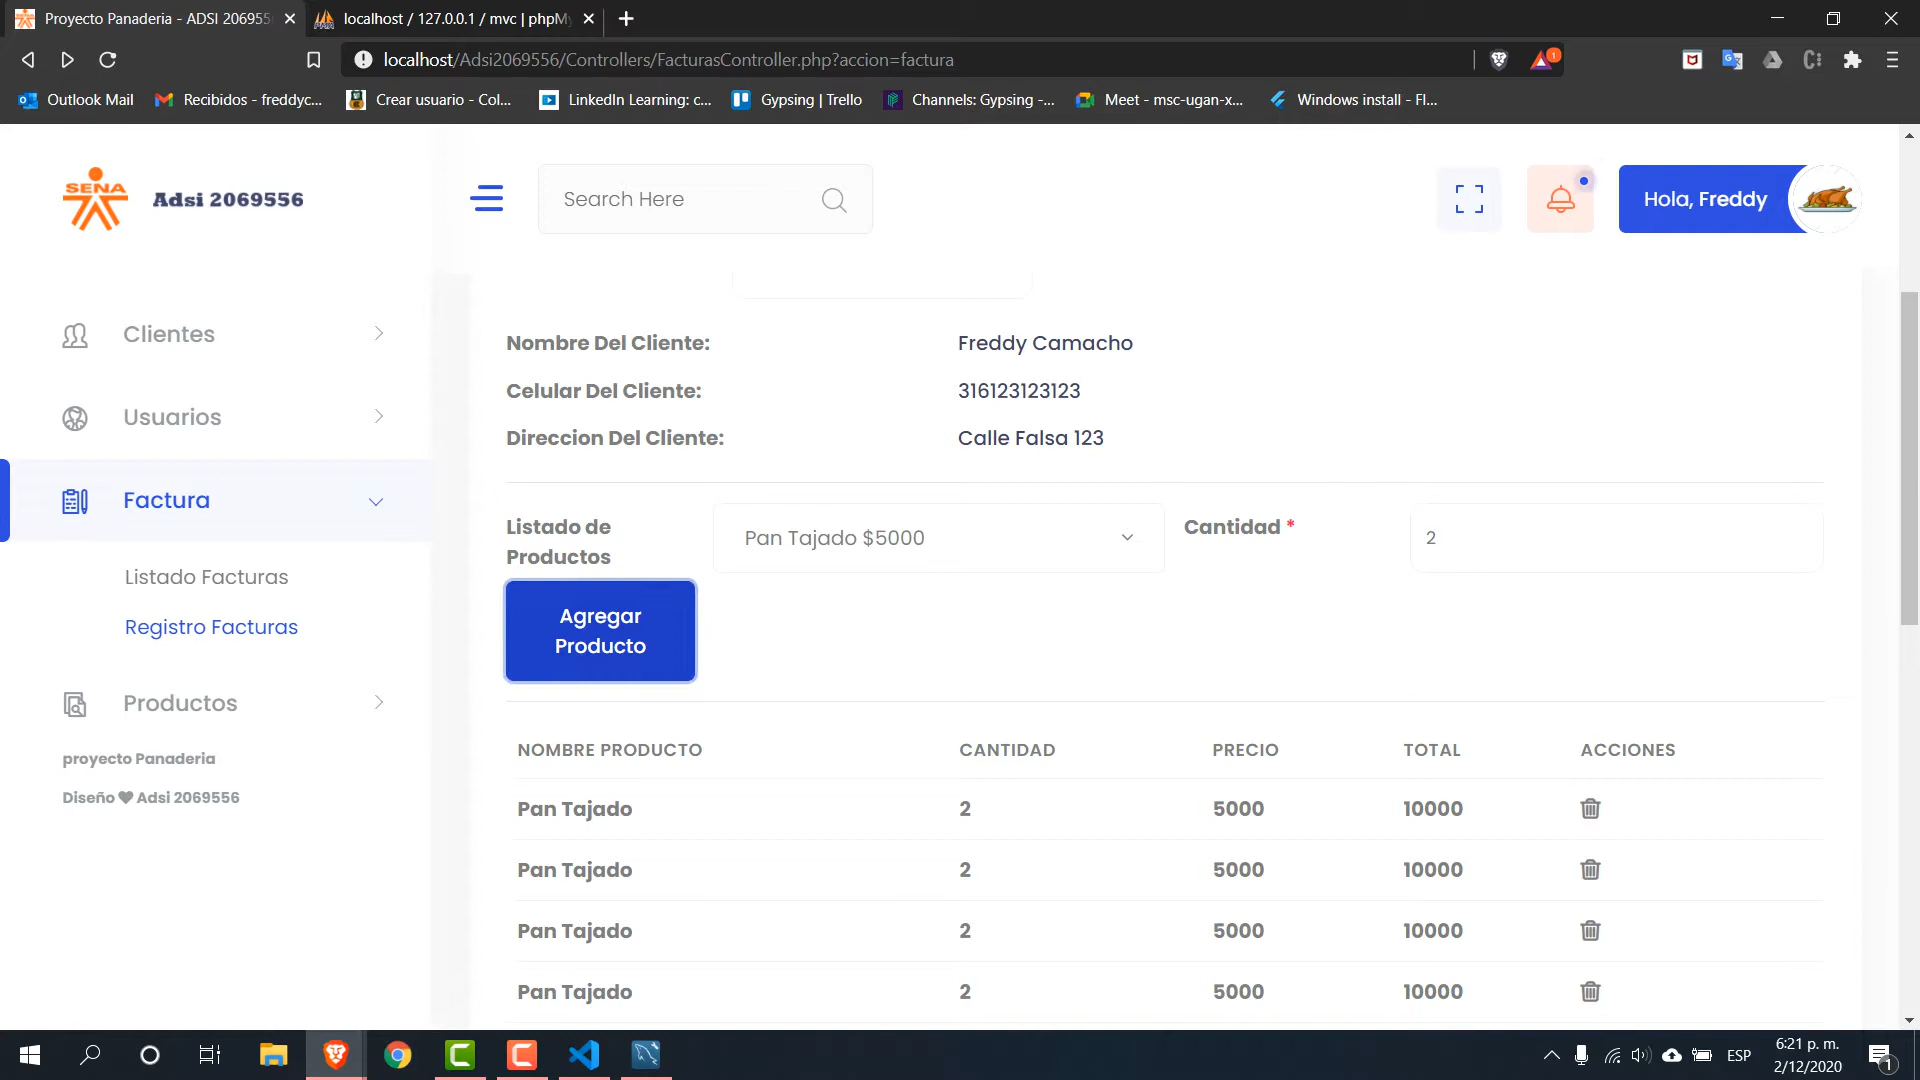 Proyecto Panaderia - ADSI 206955
localhost / 127.0.0.1 / mvc | phpMy
localhost/Adsi2069556/Controllers/FacturasController.php?accion=factura
1
Outlook Mail
Recibidos - freddyc...
Crear usuario - Col...
LinkedIn Learning: c...
Gypsing | Trello
Channels: Gypsing -...
Meet - msc-ugan-x...
Windows install - Fl...
SENA
Adsi 2069556
Search Here
Hola, Freddy
Clientes
Usuarios
Factura
Listado Facturas
Registro Facturas
Productos
proyecto Panaderia
Diseño ♥ Adsi 2069556
Nombre Del Cliente: Freddy Camacho
Celular Del Cliente: 316123123123
Direccion Del Cliente: Calle Falsa 123
Listado de
Productos
Pan Tajado $5000
Cantidad *
2
Agregar
Producto
NOMBRE PRODUCTO CANTIDAD PRECIO TOTAL ACCIONES
Pan Tajado 2 5000 10000
Pan Tajado 2 5000 10000
Pan Tajado 2 5000 10000
Pan Tajado 2 5000 10000
ESP
6:21 p. m.
2/12/2020
1